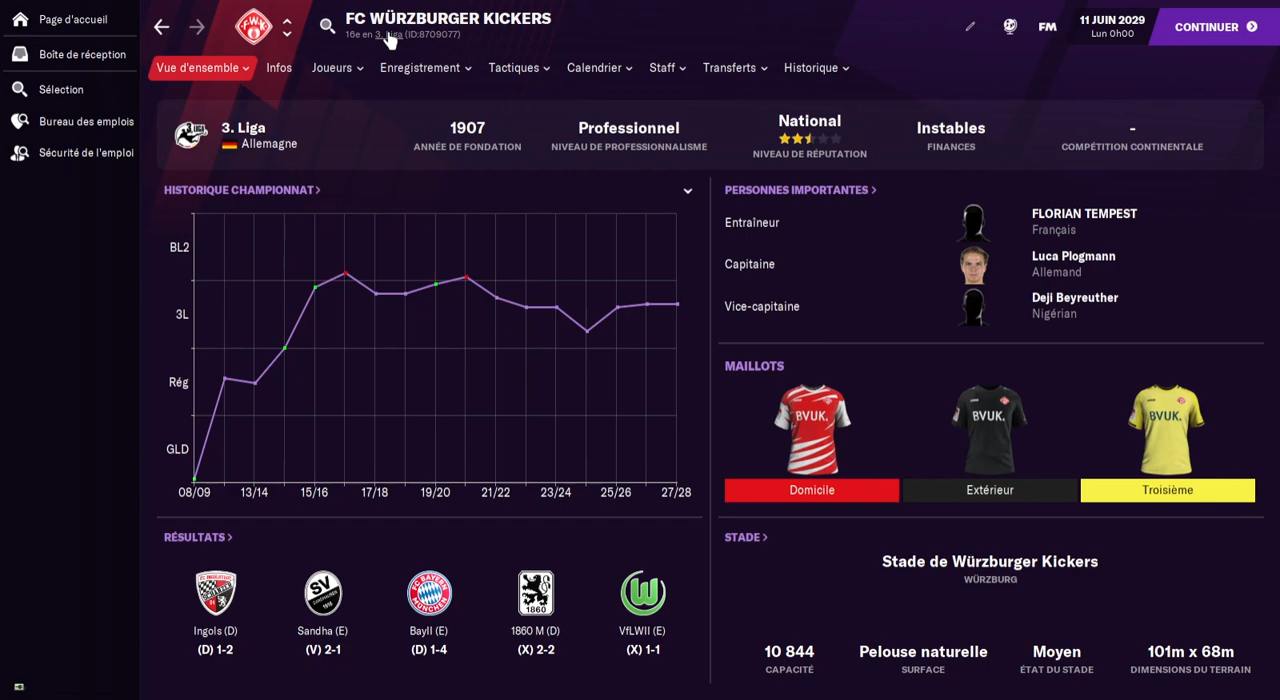 Page d'accueil
Boîte de réception
Sélection
Bureau des emplois
Sécurité de l'emploi
FC WÜRZBURGER KICKERS
16e en 3. Liga (ID:8709077)
FM
11 JUIN 2029
Lun 0h00
CONTINUER
Vue d'ensemble
Infos
Joueurs
Enregistrement
Tactiques
Calendrier
Staff
Transferts
Historique
3. Liga
Allemagne
1907
ANNÉE DE FONDATION
Professionnel
NIVEAU DE PROFESSIONNALISME
National
NIVEAU DE RÉPUTATION
Instables
FINANCES
-
COMPÉTITION CONTINENTALE
HISTORIQUE CHAMPIONNAT >
BL2
3L
Rég
GLD
08/09 13/14 15/16 17/18 19/20 21/22 23/24 25/26 27/28
PERSONNES IMPORTANTES >
Entraîneur
FLORIAN TEMPEST
Français
Capitaine
Luca Plogmann
Allemand
Vice-capitaine
Deji Beyreuther
Nigérian
MAILLOTS
BVUK.
BVUK.
BVUK.
Domicile
Extérieur
Troisième
RÉSULTATS >
Ingols (D)
(D) 1-2
Sandha (E)
(V) 2-1
BayII (E)
(D) 1-4
1860 M (D)
(X) 2-2
VfLWII (E)
(X) 1-1
STADE >
Stade de Würzburger Kickers
WÜRZBURG
10 844
CAPACITÉ
Pelouse naturelle
SURFACE
Moyen
ÉTAT DU STADE
101m x 68m
DIMENSIONS DU TERRAIN